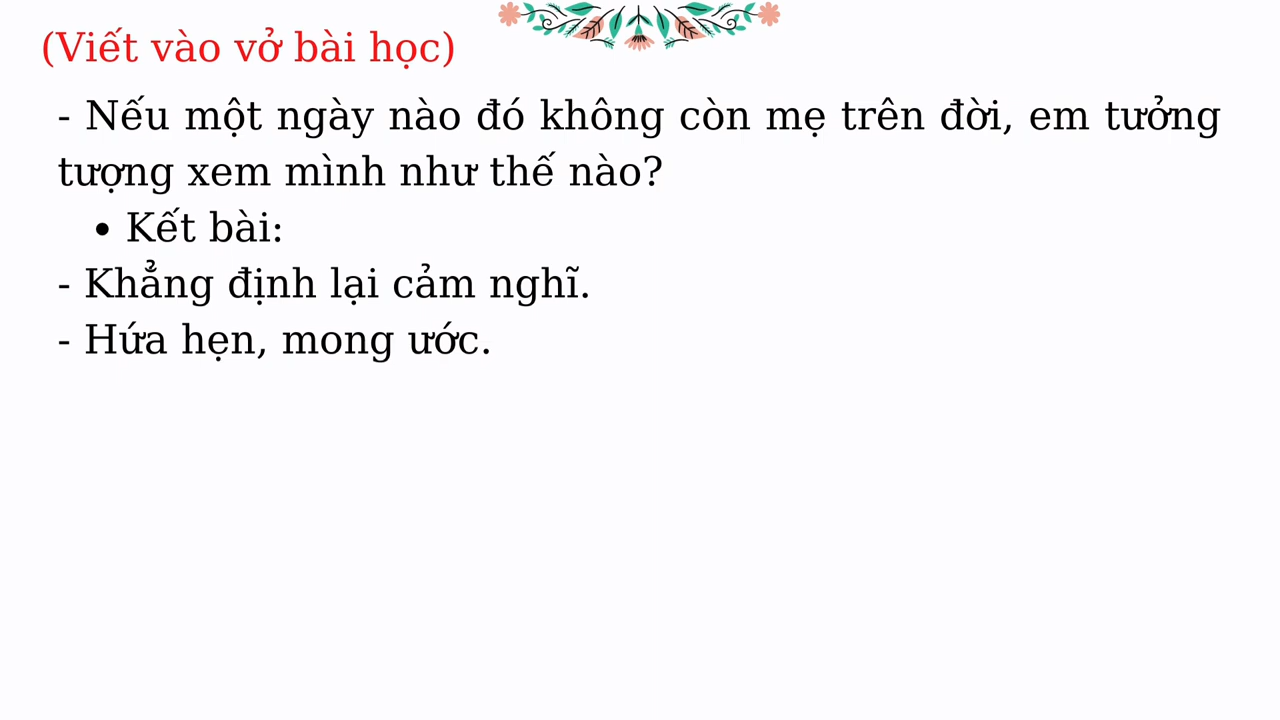 (Viết vào vở bài học)
- Nếu một ngày nào đó không còn mẹ trên đời, em tưởng
tượng xem mình như thế nào?
• Kết bài:
- Khẳng định lại cảm nghĩ.
- Hứa hẹn, mong ước.